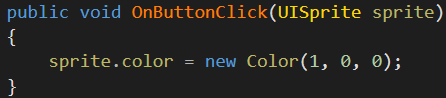 public void OnButtonClick(UISprite sprite)
{
    sprite.color = new Color(1, 0, 0);
}